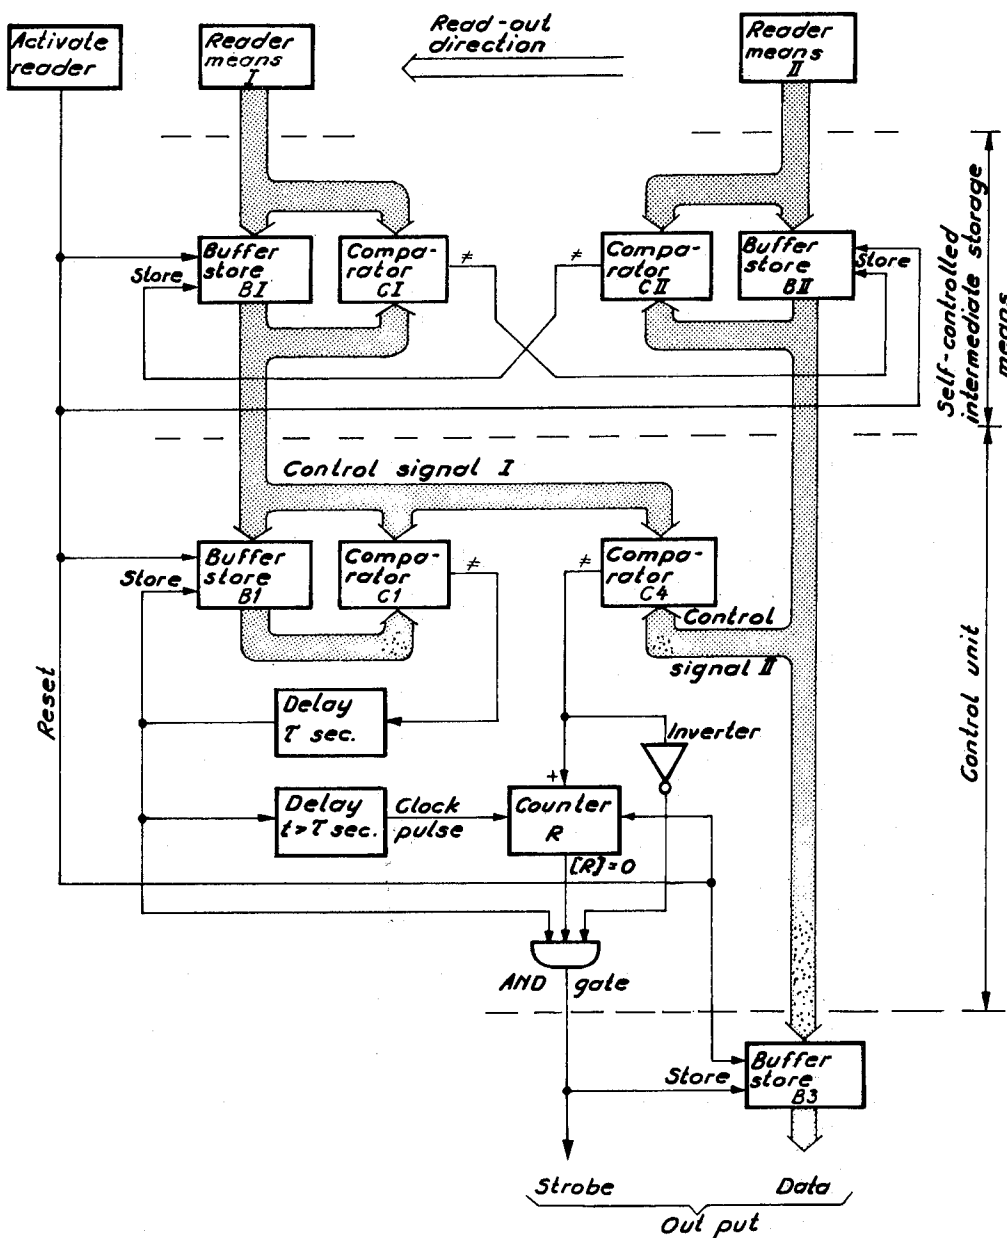 Activate
reader
Reader
means
I
Read-out
direction
Reader
means
II
Buffer
store
BI
Store
Compa-
rator
CI
≠
≠
Compa-
rator
CII
Buffer
store
BII
Store
Self-controlled
intermediate storage
means
Control signal I
Buffer
store
B1
Store
Compa-
rator
C1
≠
≠
Compa-
rator
C4
Control
signal II
Control unit
Reset
Delay
τ sec.
Inverter
Delay
t>τ sec.
Clock
pulse
+
Counter
R
[R]=0
AND gate
Store
Buffer
store
B3
Strobe
Data
Out put